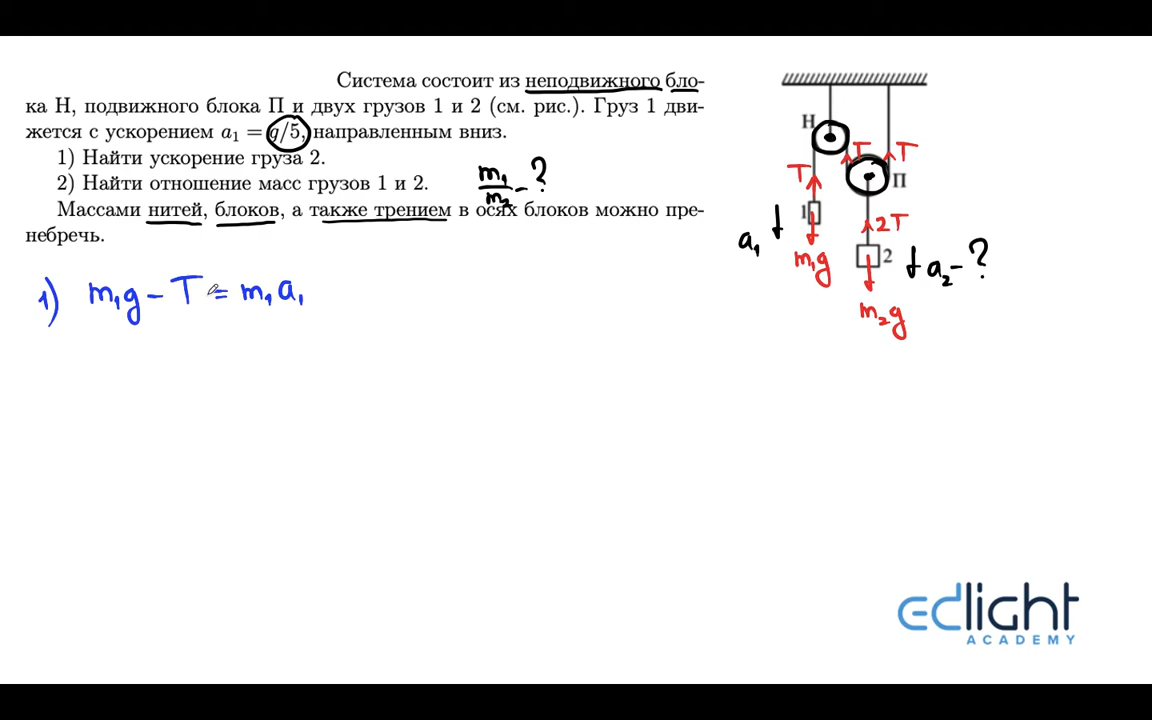 Система состоит из неподвижного бло-
ка Н, подвижного блока П и двух грузов 1 и 2 (см. рис.). Груз 1 дви-
жется с ускорением a₁ = g/5, направленным вниз.
1) Найти ускорение груза 2.
2) Найти отношение масс грузов 1 и 2.
m₁/m₂ - ?
Массами нитей, блоков, а также трением в осях блоков можно пре-
небречь.
1) m₁g - T = m₁a₁
Н
T T
П
T
1
2T
a₁
2
a₂ - ?
m₁g
m₂g
edlight
ACADEMY